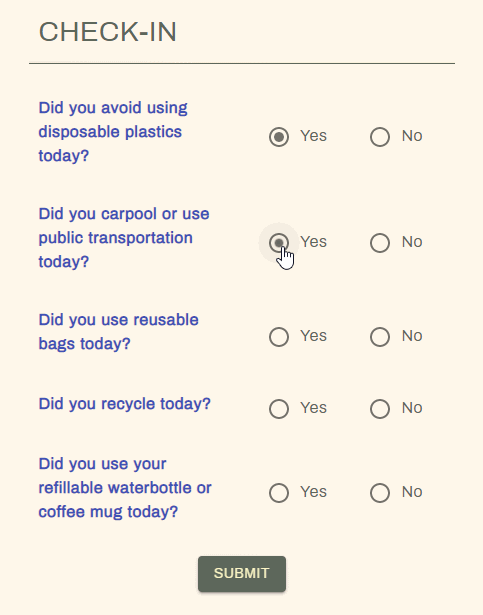 CHECK-IN
Did you avoid using
disposable plastics
today?
Yes
No
Did you carpool or use
public transportation
today?
Yes
No
Did you use reusable
bags today?
Yes
No
Did you recycle today?
Yes
No
Did you use your
refillable waterbottle or
coffee mug today?
Yes
No
SUBMIT